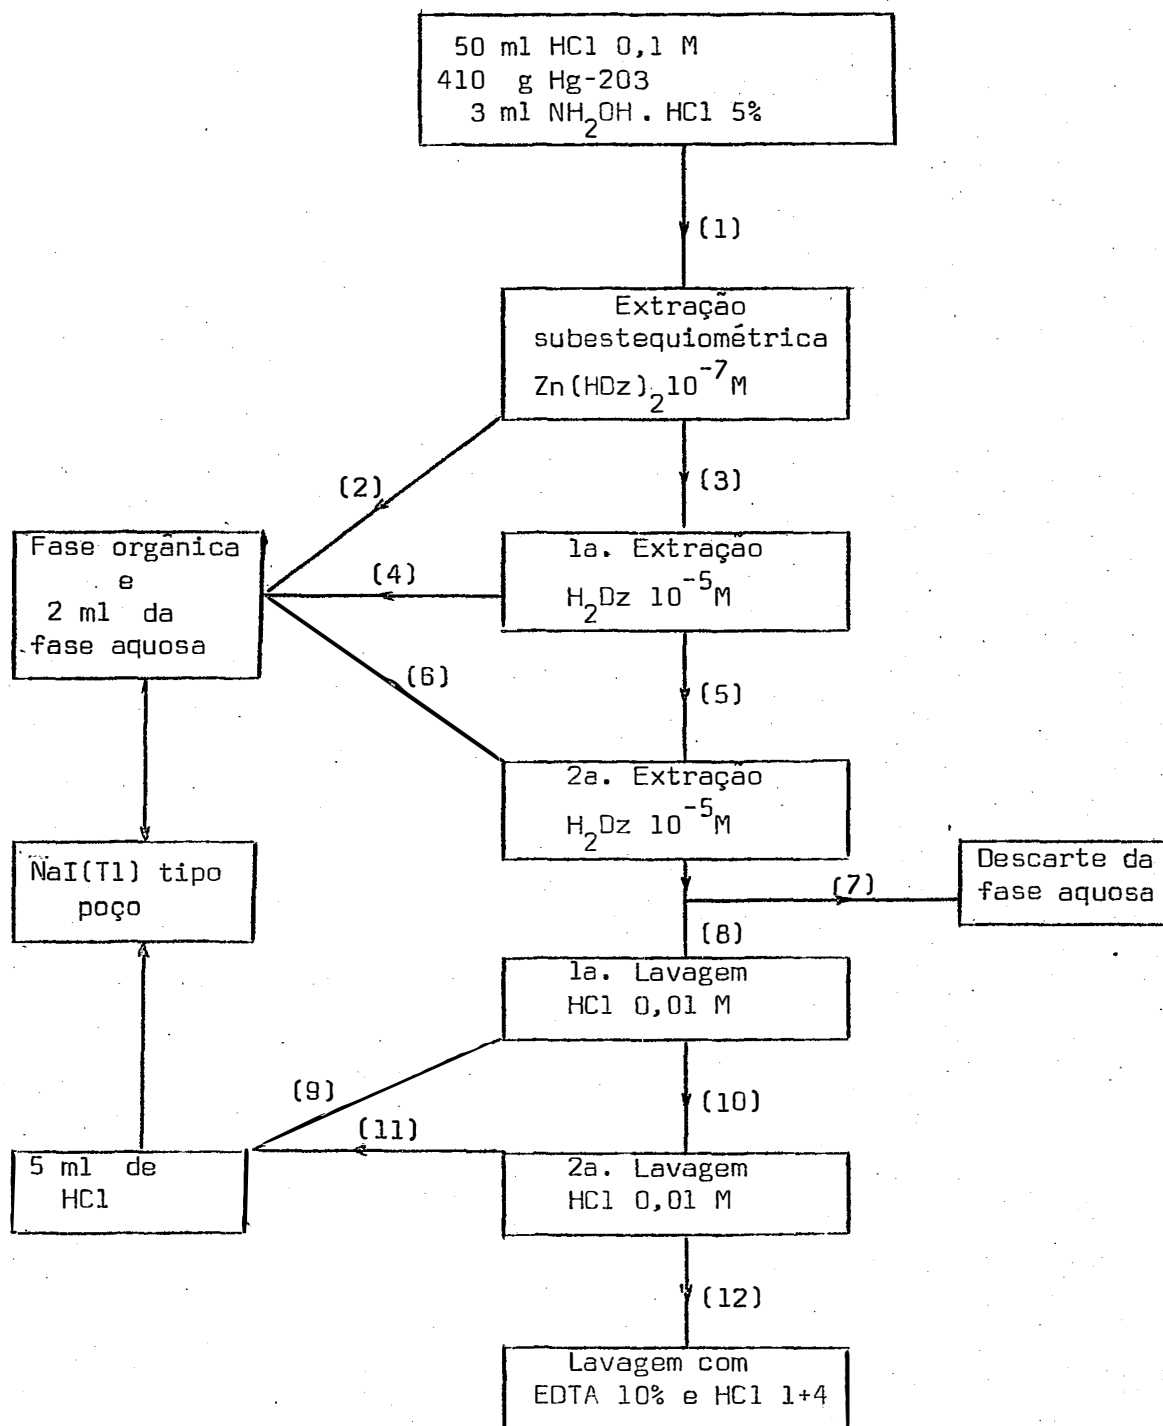 50 ml HCl 0,1 M
410 g Hg-203
3 ml NH2OH . HCl 5%
(1)
Extração
subestequiométrica
Zn(HDz)2 10-7 M
(2)
(3)
Fase orgânica
e
2 ml da
fase aquosa
(4)
1a. Extração
H2Dz 10-5 M
(6)
(5)
2a. Extração
H2Dz 10-5 M
NaI(Tl) tipo
poço
(7)
Descarte da
fase aquosa
(8)
1a. Lavagem
HCl 0,01 M
(9)
(10)
(11)
5 ml de
HCl
2a. Lavagem
HCl 0,01 M
(12)
Lavagem com
EDTA 10% e HCl 1+4